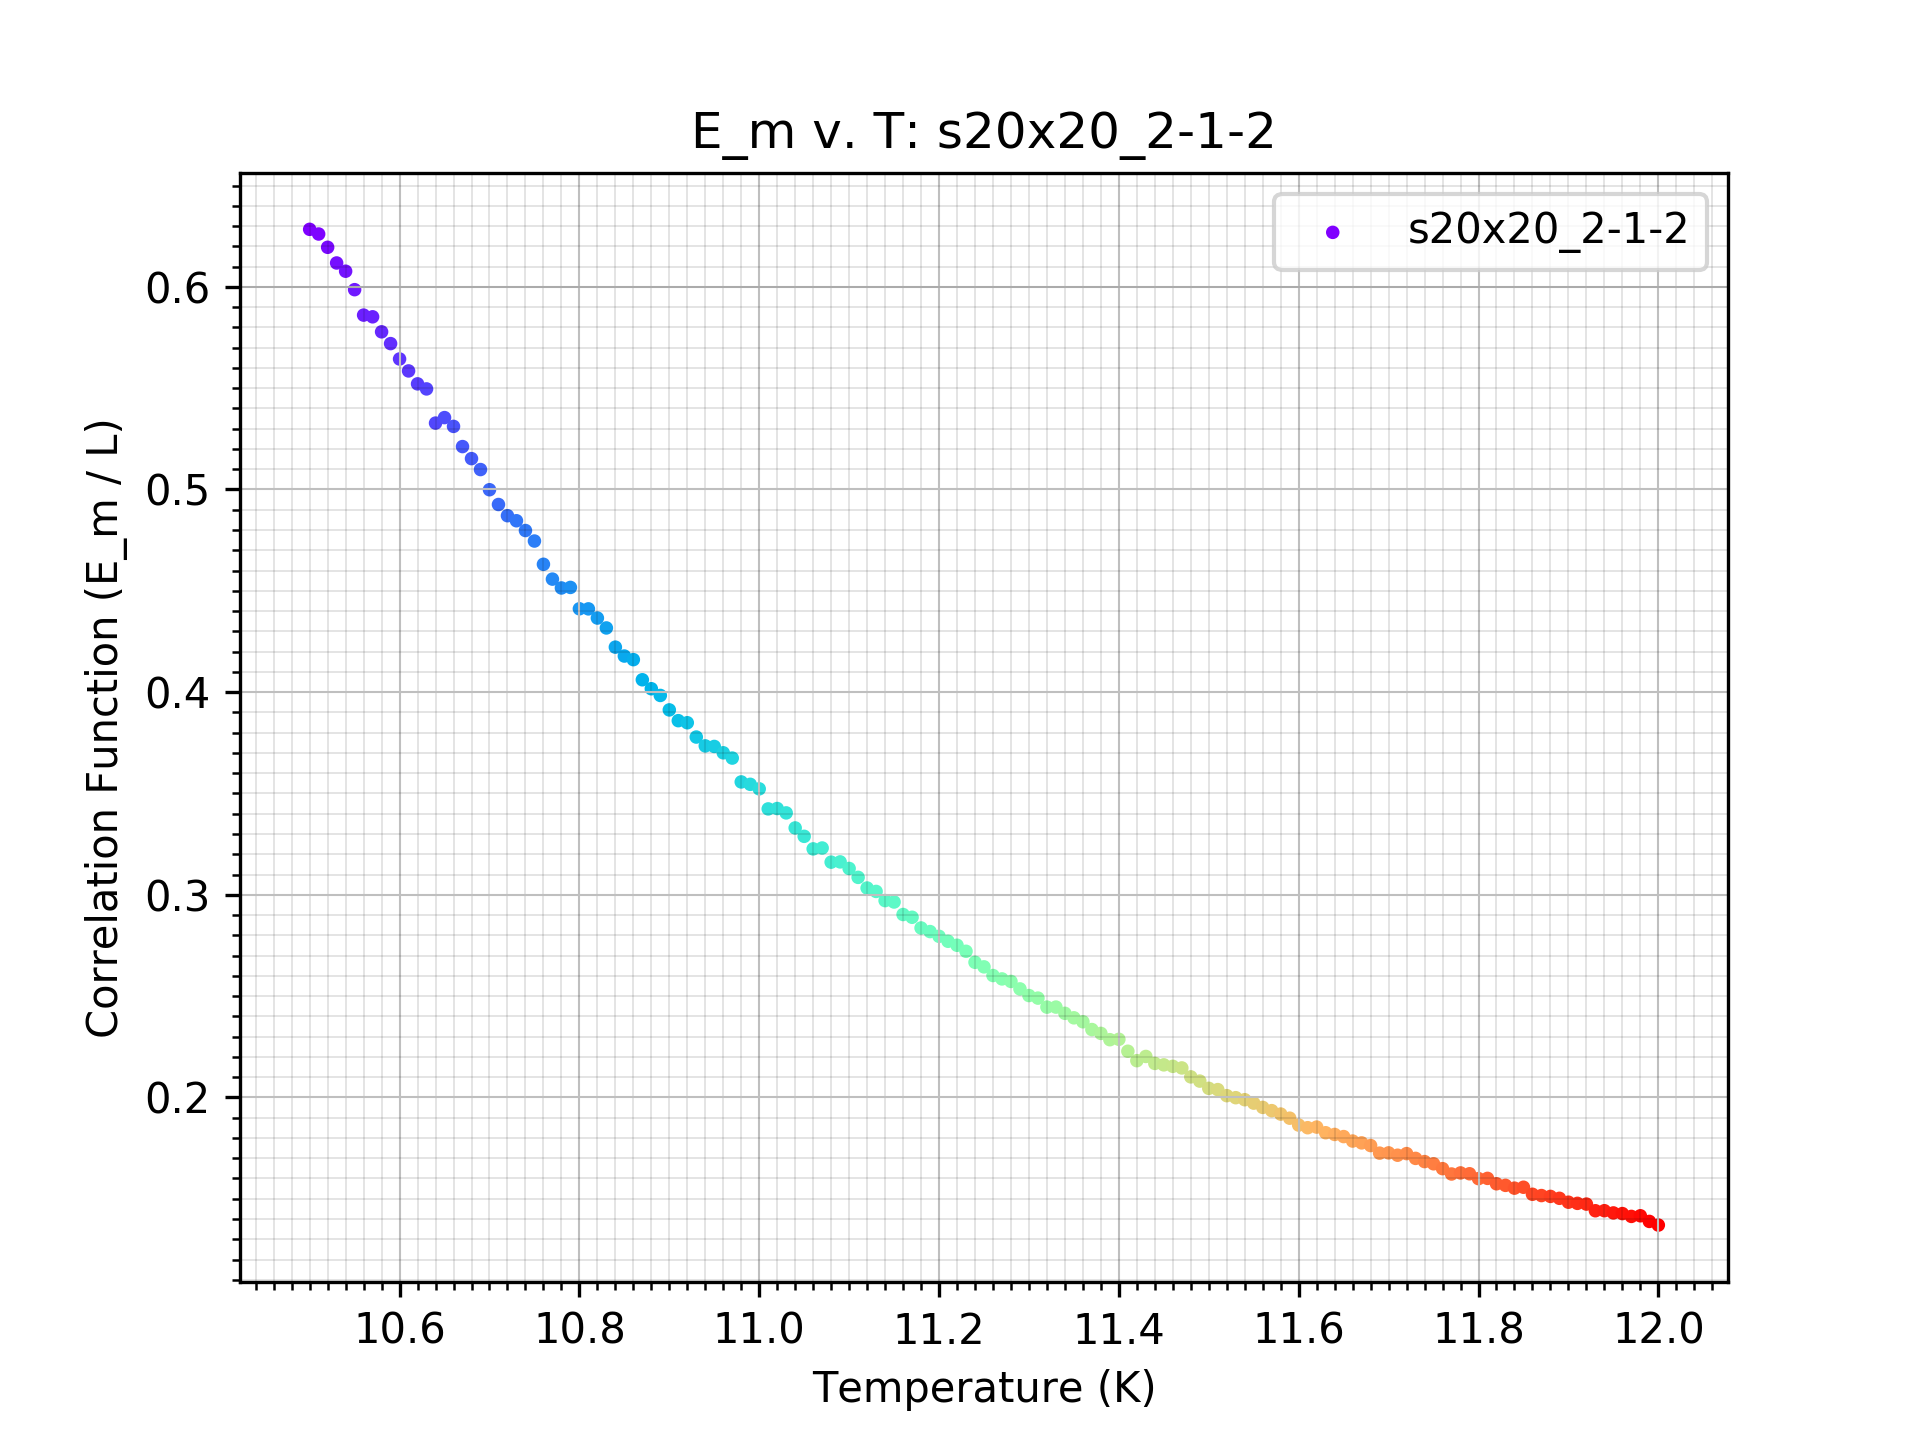 E_m v. T: s20x20_2-1-2
s20x20_2-1-2
Correlation Function (E_m / L)
0.6
0.5
0.4
0.3
0.2
10.6 10.8 11.0 11.2 11.4 11.6 11.8 12.0
Temperature (K)